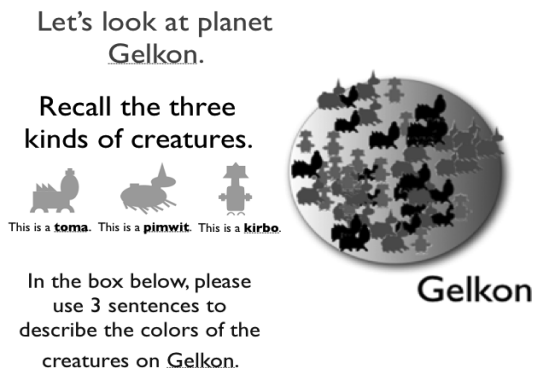 Let's look at planet
Gelkon.
Recall the three
kinds of creatures.
This is a toma. This is a pimwit. This is a kirbo.
In the box below, please
use 3 sentences to
describe the colors of the
creatures on Gelkon.
Gelkon